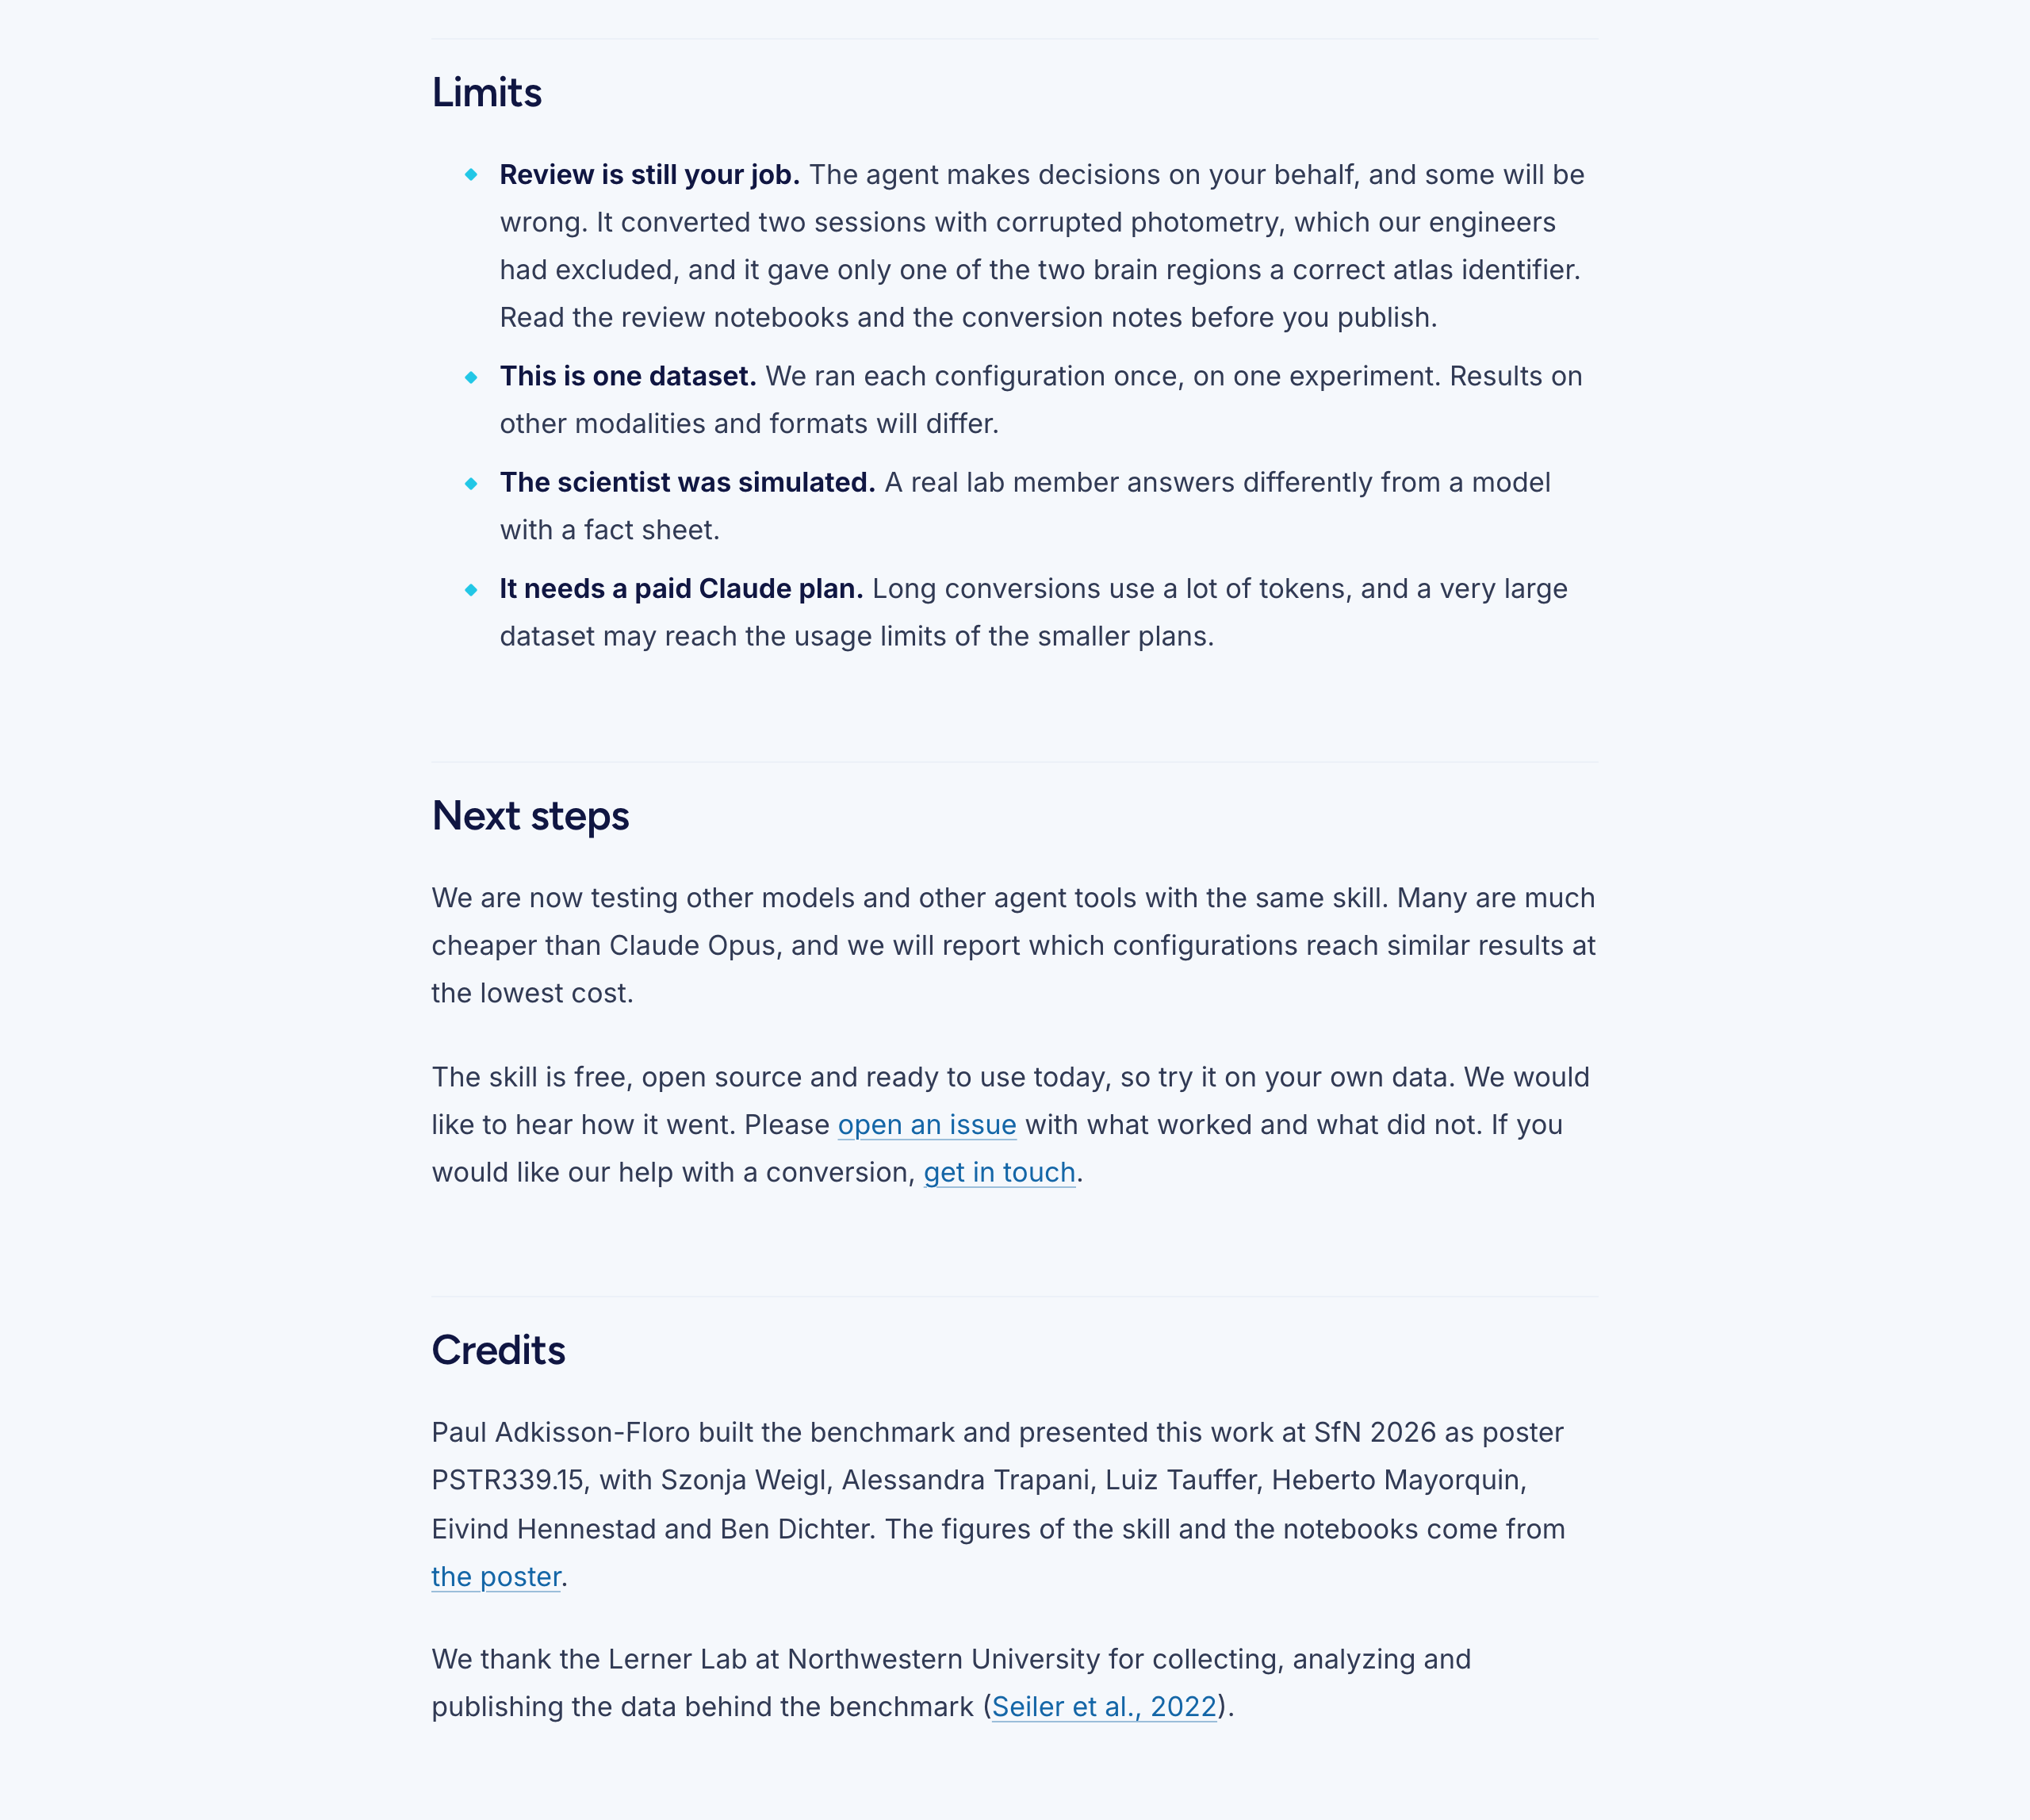 Limits
Review is still your job. The agent makes decisions on your behalf, and some will be
wrong. It converted two sessions with corrupted photometry, which our engineers
had excluded, and it gave only one of the two brain regions a correct atlas identifier.
Read the review notebooks and the conversion notes before you publish.
This is one dataset. We ran each configuration once, on one experiment. Results on
other modalities and formats will differ.
The scientist was simulated. A real lab member answers differently from a model
with a fact sheet.
It needs a paid Claude plan. Long conversions use a lot of tokens, and a very large
dataset may reach the usage limits of the smaller plans.
Next steps
We are now testing other models and other agent tools with the same skill. Many are much
cheaper than Claude Opus, and we will report which configurations reach similar results at
the lowest cost.
The skill is free, open source and ready to use today, so try it on your own data. We would
like to hear how it went. Please open an issue with what worked and what did not. If you
would like our help with a conversion, get in touch.
Credits
Paul Adkisson-Floro built the benchmark and presented this work at SfN 2026 as poster
PSTR339.15, with Szonja Weigl, Alessandra Trapani, Luiz Tauffer, Heberto Mayorquin,
Eivind Hennestad and Ben Dichter. The figures of the skill and the notebooks come from
the poster.
We thank the Lerner Lab at Northwestern University for collecting, analyzing and
publishing the data behind the benchmark (Seiler et al., 2022).